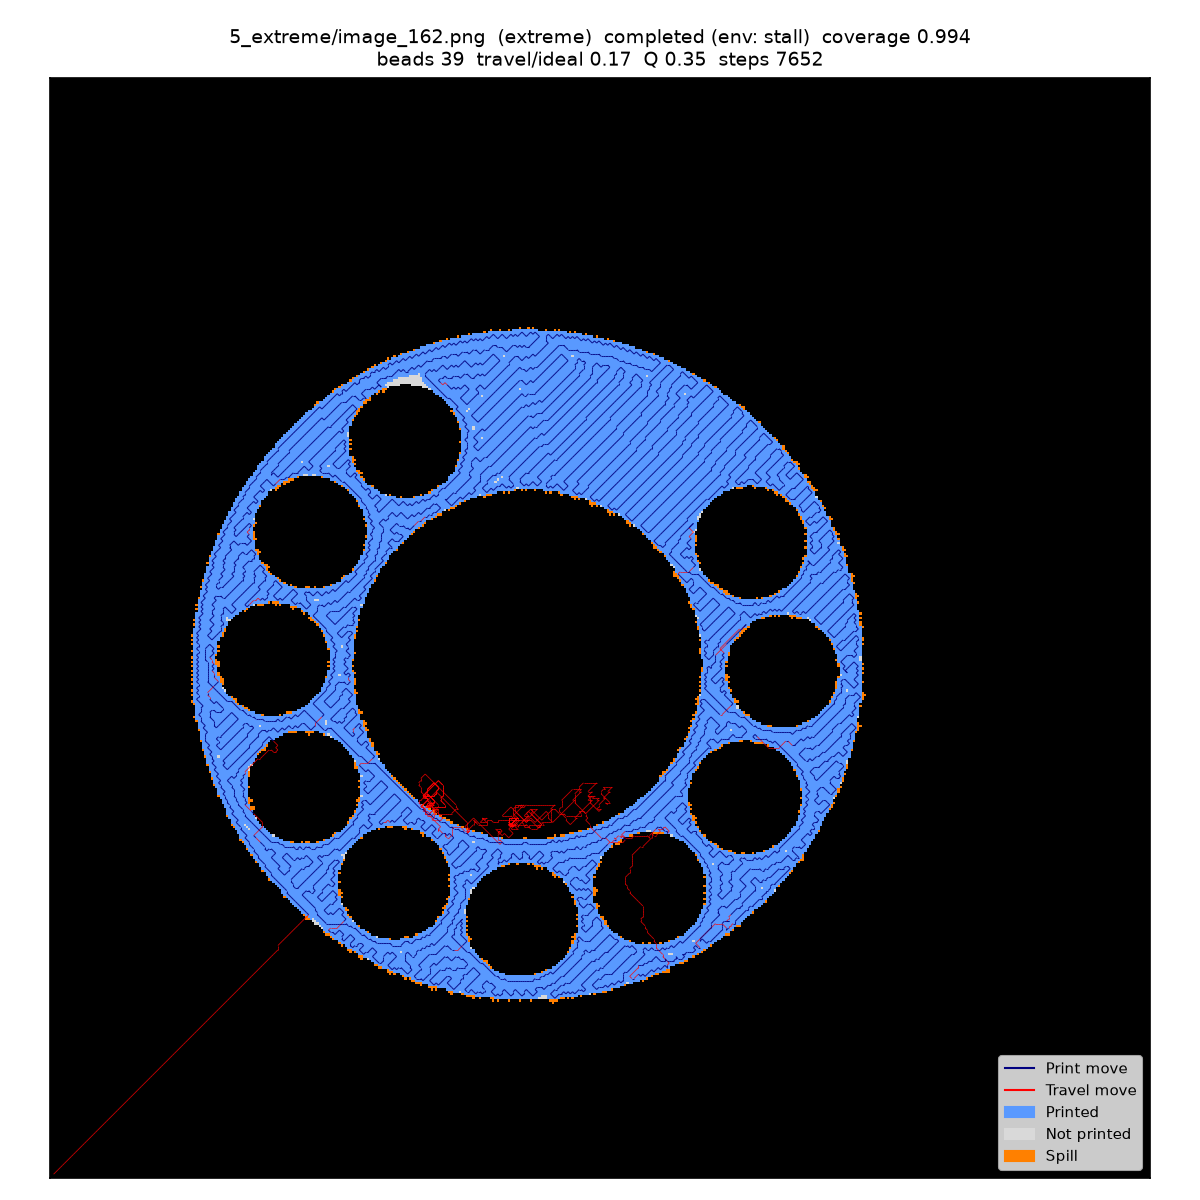 5_extreme/image_162.png  (extreme)  completed (env: stall)  coverage 0.994
beads 39  travel/ideal 0.17  Q 0.35  steps 7652
Print move
Travel move
Printed
Not printed
Spill